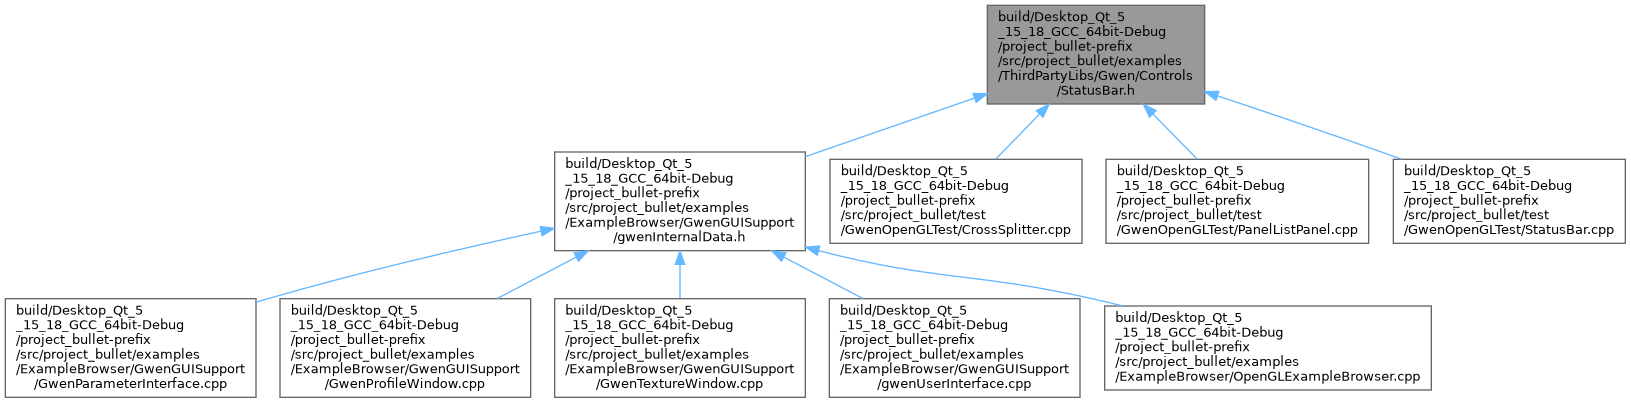 build/Desktop_Qt_5
_15_18_GCC_64bit-Debug
/project_bullet-prefix
/src/project_bullet/examples
/ThirdPartyLibs/Gwen/Controls
/StatusBar.h
build/Desktop_Qt_5
_15_18_GCC_64bit-Debug
/project_bullet-prefix
/src/project_bullet/examples
/ExampleBrowser/GwenGUISupport
/gwenInternalData.h
build/Desktop_Qt_5
_15_18_GCC_64bit-Debug
/project_bullet-prefix
/src/project_bullet/test
/GwenOpenGLTest/CrossSplitter.cpp
build/Desktop_Qt_5
_15_18_GCC_64bit-Debug
/project_bullet-prefix
/src/project_bullet/test
/GwenOpenGLTest/PanelListPanel.cpp
build/Desktop_Qt_5
_15_18_GCC_64bit-Debug
/project_bullet-prefix
/src/project_bullet/test
/GwenOpenGLTest/StatusBar.cpp
build/Desktop_Qt_5
_15_18_GCC_64bit-Debug
/project_bullet-prefix
/src/project_bullet/examples
/ExampleBrowser/GwenGUISupport
/GwenParameterInterface.cpp
build/Desktop_Qt_5
_15_18_GCC_64bit-Debug
/project_bullet-prefix
/src/project_bullet/examples
/ExampleBrowser/GwenGUISupport
/GwenProfileWindow.cpp
build/Desktop_Qt_5
_15_18_GCC_64bit-Debug
/project_bullet-prefix
/src/project_bullet/examples
/ExampleBrowser/GwenGUISupport
/GwenTextureWindow.cpp
build/Desktop_Qt_5
_15_18_GCC_64bit-Debug
/project_bullet-prefix
/src/project_bullet/examples
/ExampleBrowser/GwenGUISupport
/gwenUserInterface.cpp
build/Desktop_Qt_5
_15_18_GCC_64bit-Debug
/project_bullet-prefix
/src/project_bullet/examples
/ExampleBrowser/OpenGLExampleBrowser.cpp